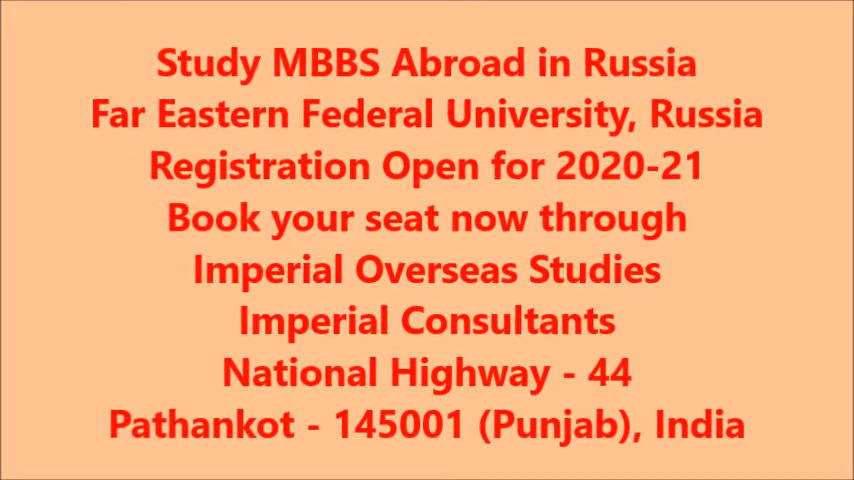 Study MBBS Abroad in Russia
Far Eastern Federal University, Russia
Registration Open for 2020-21
Book your seat now through
Imperial Overseas Studies
Imperial Consultants
National Highway - 44
Pathankot - 145001 (Punjab), India